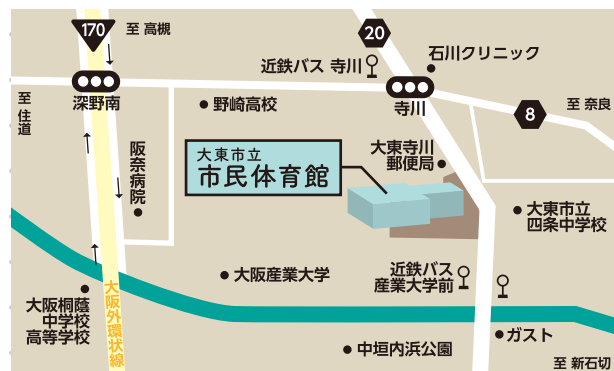 170
至 高槻
20
石川クリニック
近鉄バス 寺川
至
住道
深野南
野崎高校
寺川
至 奈良
8
阪奈病院
大東市立
市民体育館
大東寺川
郵便局
大東市立
四条中学校
大阪産業大学
近鉄バス
産業大学前
大阪桐蔭
中学校
高等学校
大阪外環状線
ガスト
中垣内浜公園
至 新石切